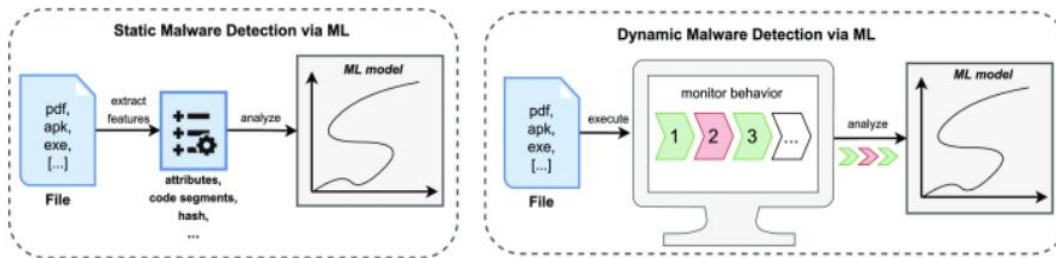 Static Malware Detection via ML
pdf,
apk,
exe,
[...]
File
extract
features
attributes,
code segments,
hash,
...
analyze
ML model
Dynamic Malware Detection via ML
pdf,
apk,
exe,
[...]
File
execute
monitor behavior
1 2 3 ...
analyze
ML model